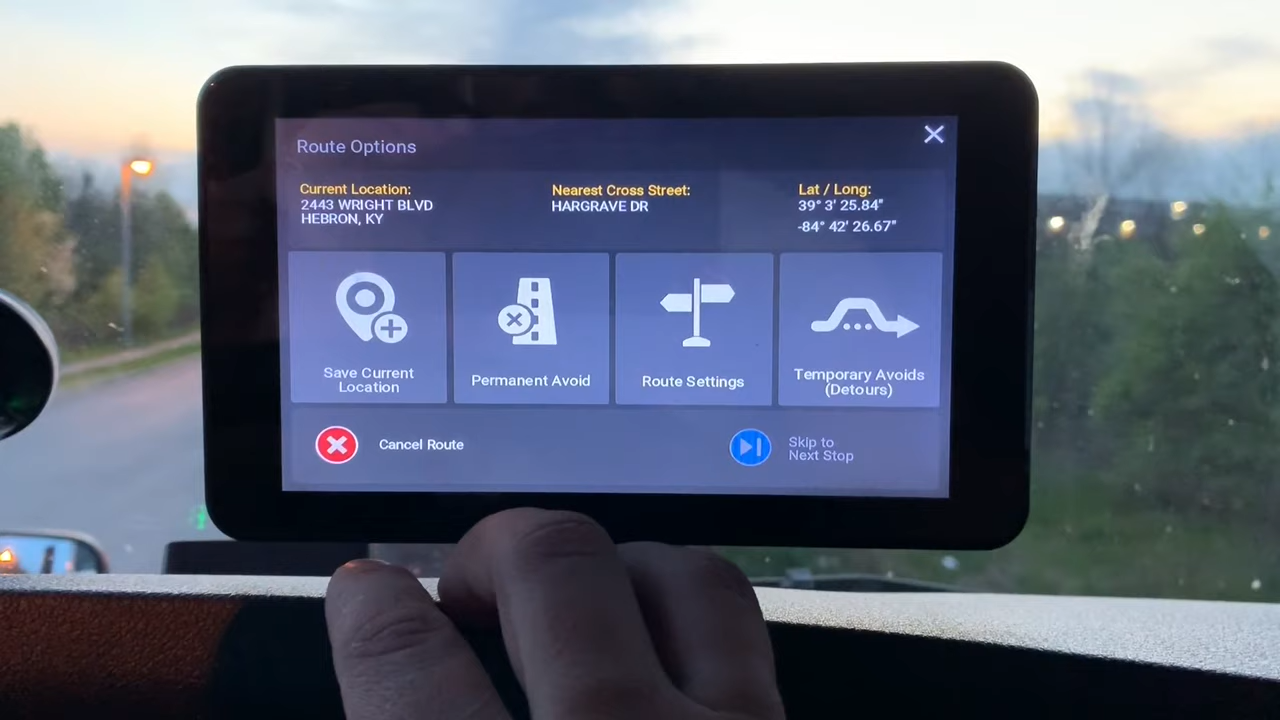 Route Options
Current Location:
2443 WRIGHT BLVD
HEBRON, KY
Nearest Cross Street:
HARGRAVE DR
Lat / Long:
39° 3' 25.84"
-84° 42' 26.67"
Save Current
Location
Permanent Avoid
Route Settings
Temporary Avoids
(Detours)
Cancel Route
Skip to
Next Stop